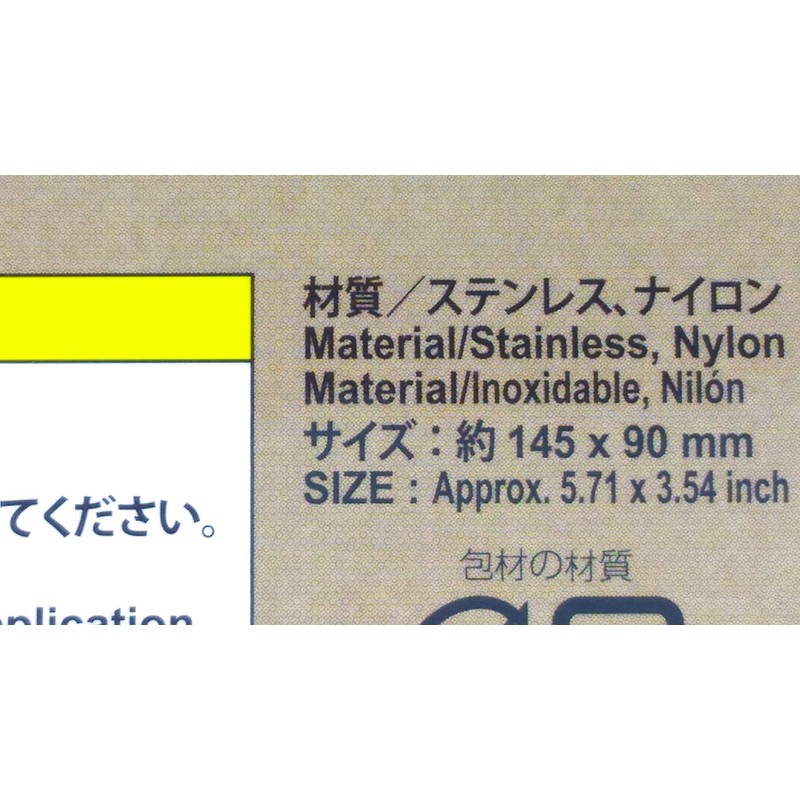 材質／ステンレス、ナイロン
Material/Stainless, Nylon
Material/Inoxidable, Nilón
サイズ：約 145 x 90 mm
SIZE : Approx. 5.71 x 3.54 inch
てください。
包材の材質